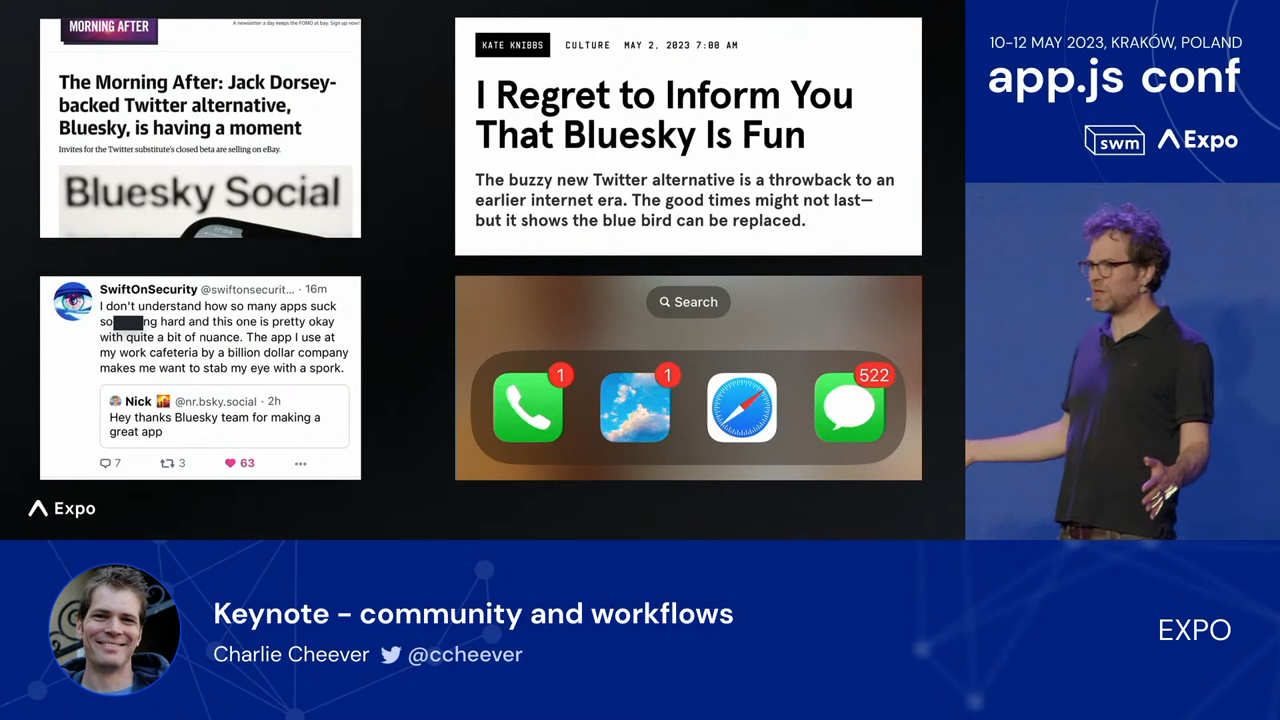 MORNING AFTER
A newsletter a day keeps the FOMO at bay. Sign up now!
The Morning After: Jack Dorsey-
backed Twitter alternative,
Bluesky, is having a moment
Invites for the Twitter substitute's closed beta are selling on eBay.
Bluesky Social
17:08
KATE KNIBBS CULTURE MAY 2, 2023 7:00 AM
I Regret to Inform You
That Bluesky Is Fun
The buzzy new Twitter alternative is a throwback to an
earlier internet era. The good times might not last—
but it shows the blue bird can be replaced.
SwiftOnSecurity @swiftonsecurit... · 16m
I don't understand how so many apps suck
so ng hard and this one is pretty okay
with quite a bit of nuance. The app I use at
my work cafeteria by a billion dollar company
makes me want to stab my eye with a spork.
Nick @nr.bsky.social · 2h
Hey thanks Bluesky team for making a
great app
7 3 63
Search
1 1 522
Expo
10-12 MAY 2023, KRAKÓW, POLAND
app.js conf
swm Expo
Keynote - community and workflows
Charlie Cheever @ccheever
EXPO